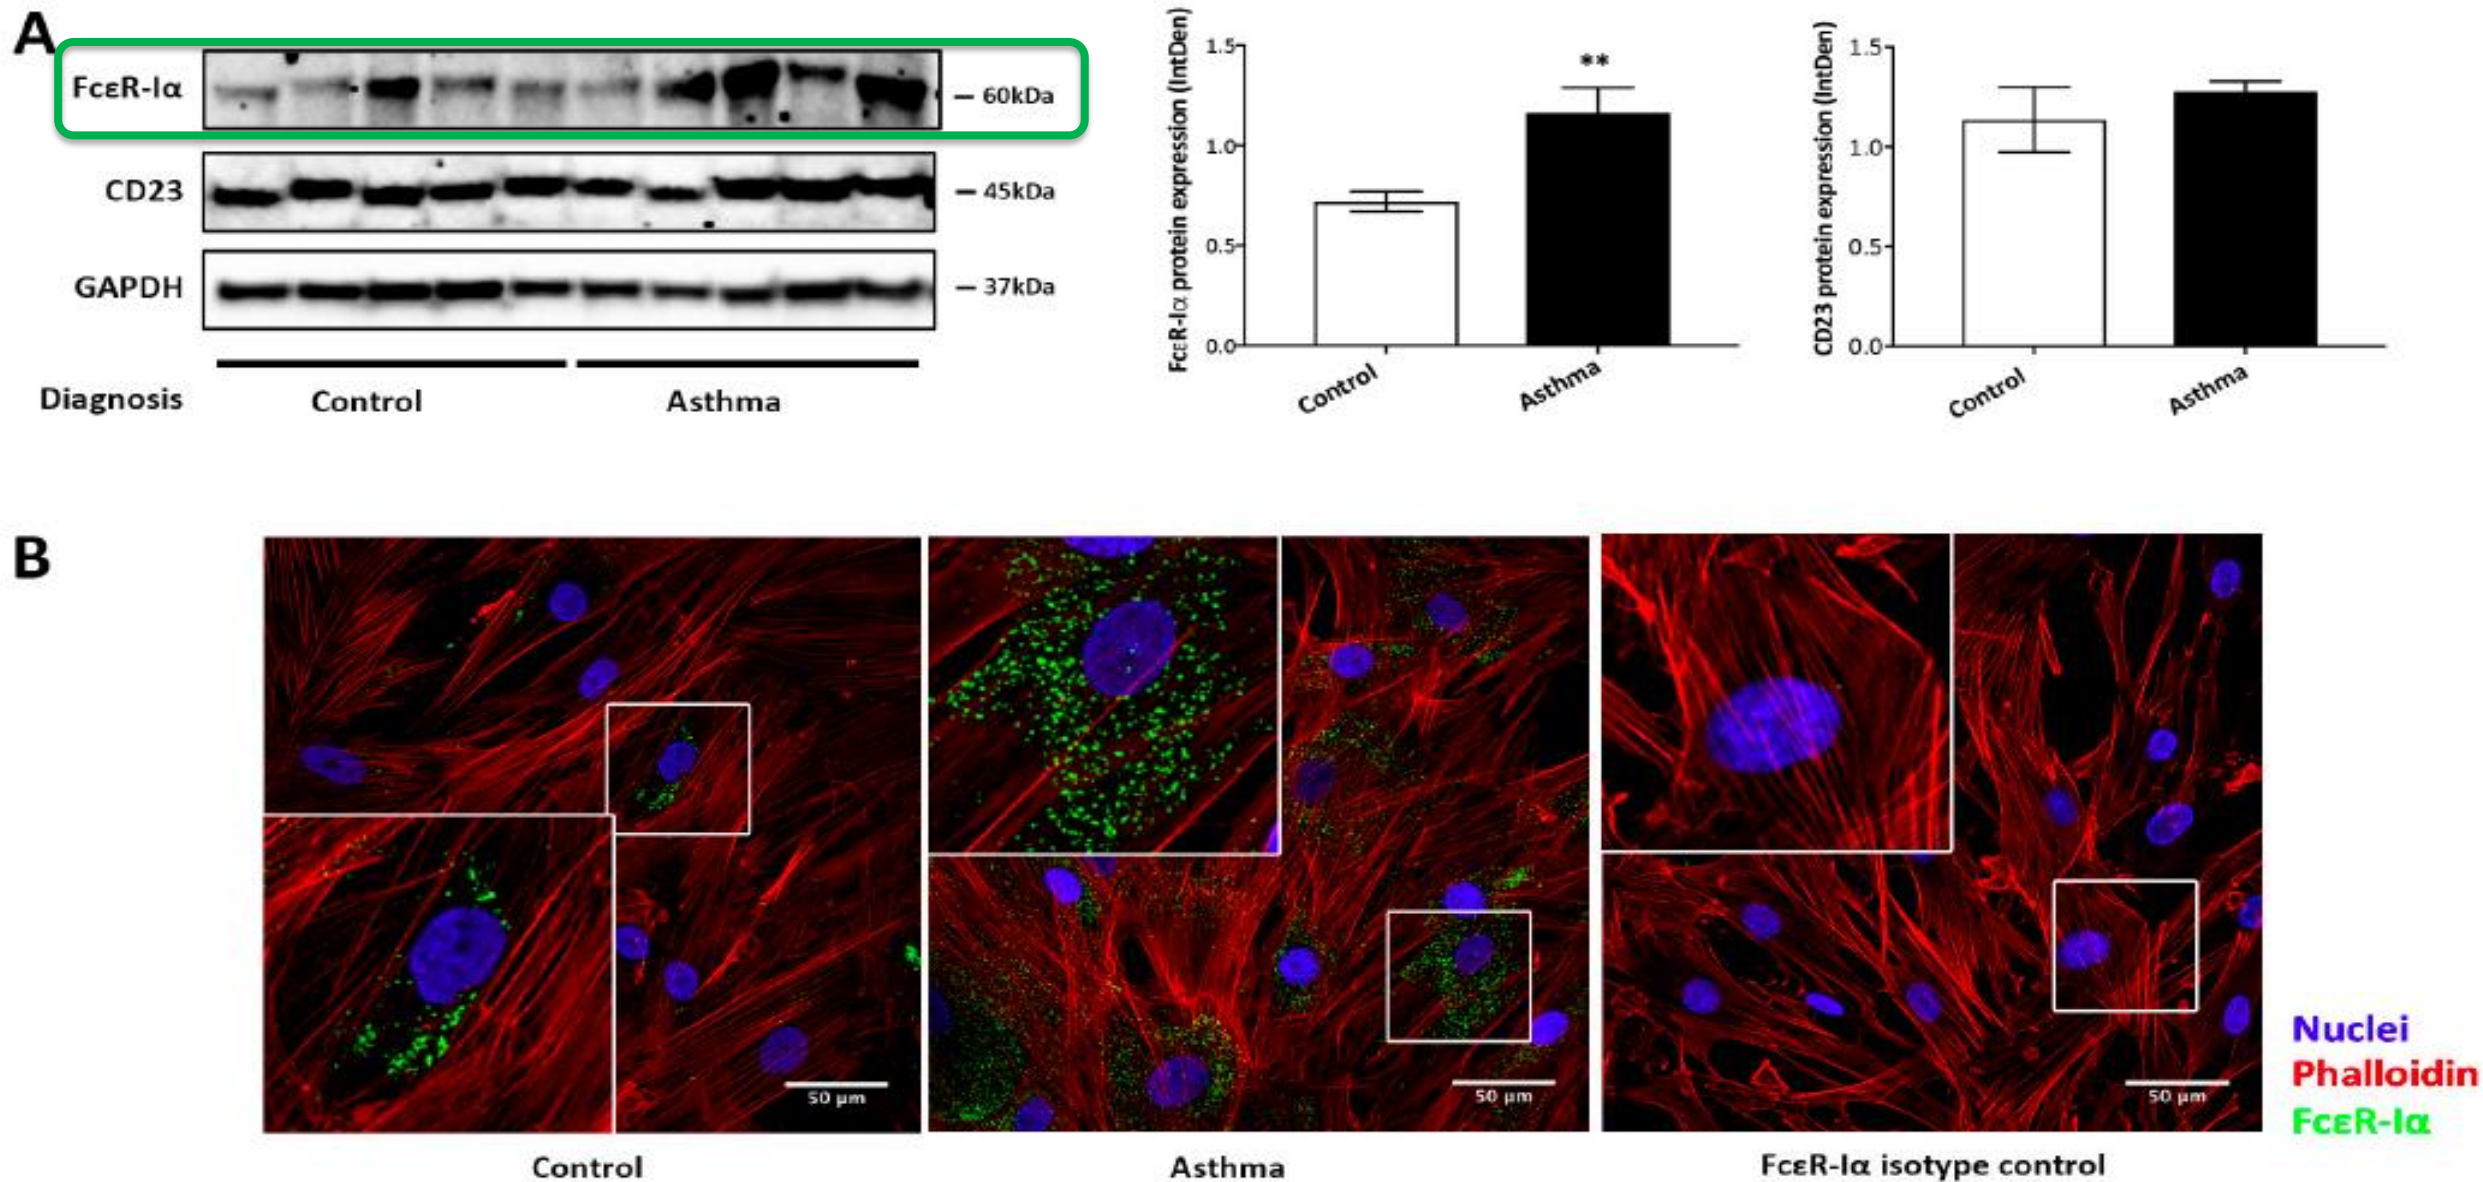 A
FcεR-Iα
60kDa
CD23
45kDa
GAPDH
37kDa
Diagnosis
Control
Asthma
FcεR-Iα protein expression (IntDen)
1.5
1.0
0.5
0.0
**
Control
Asthma
CD23 protein expression (IntDen)
1.5
1.0
0.5
0.0
Control
Asthma
B
50 µm
50 µm
50 µm
Nuclei
Phalloidin
FcεR-Iα
Control
Asthma
FcεR-Iα isotype control